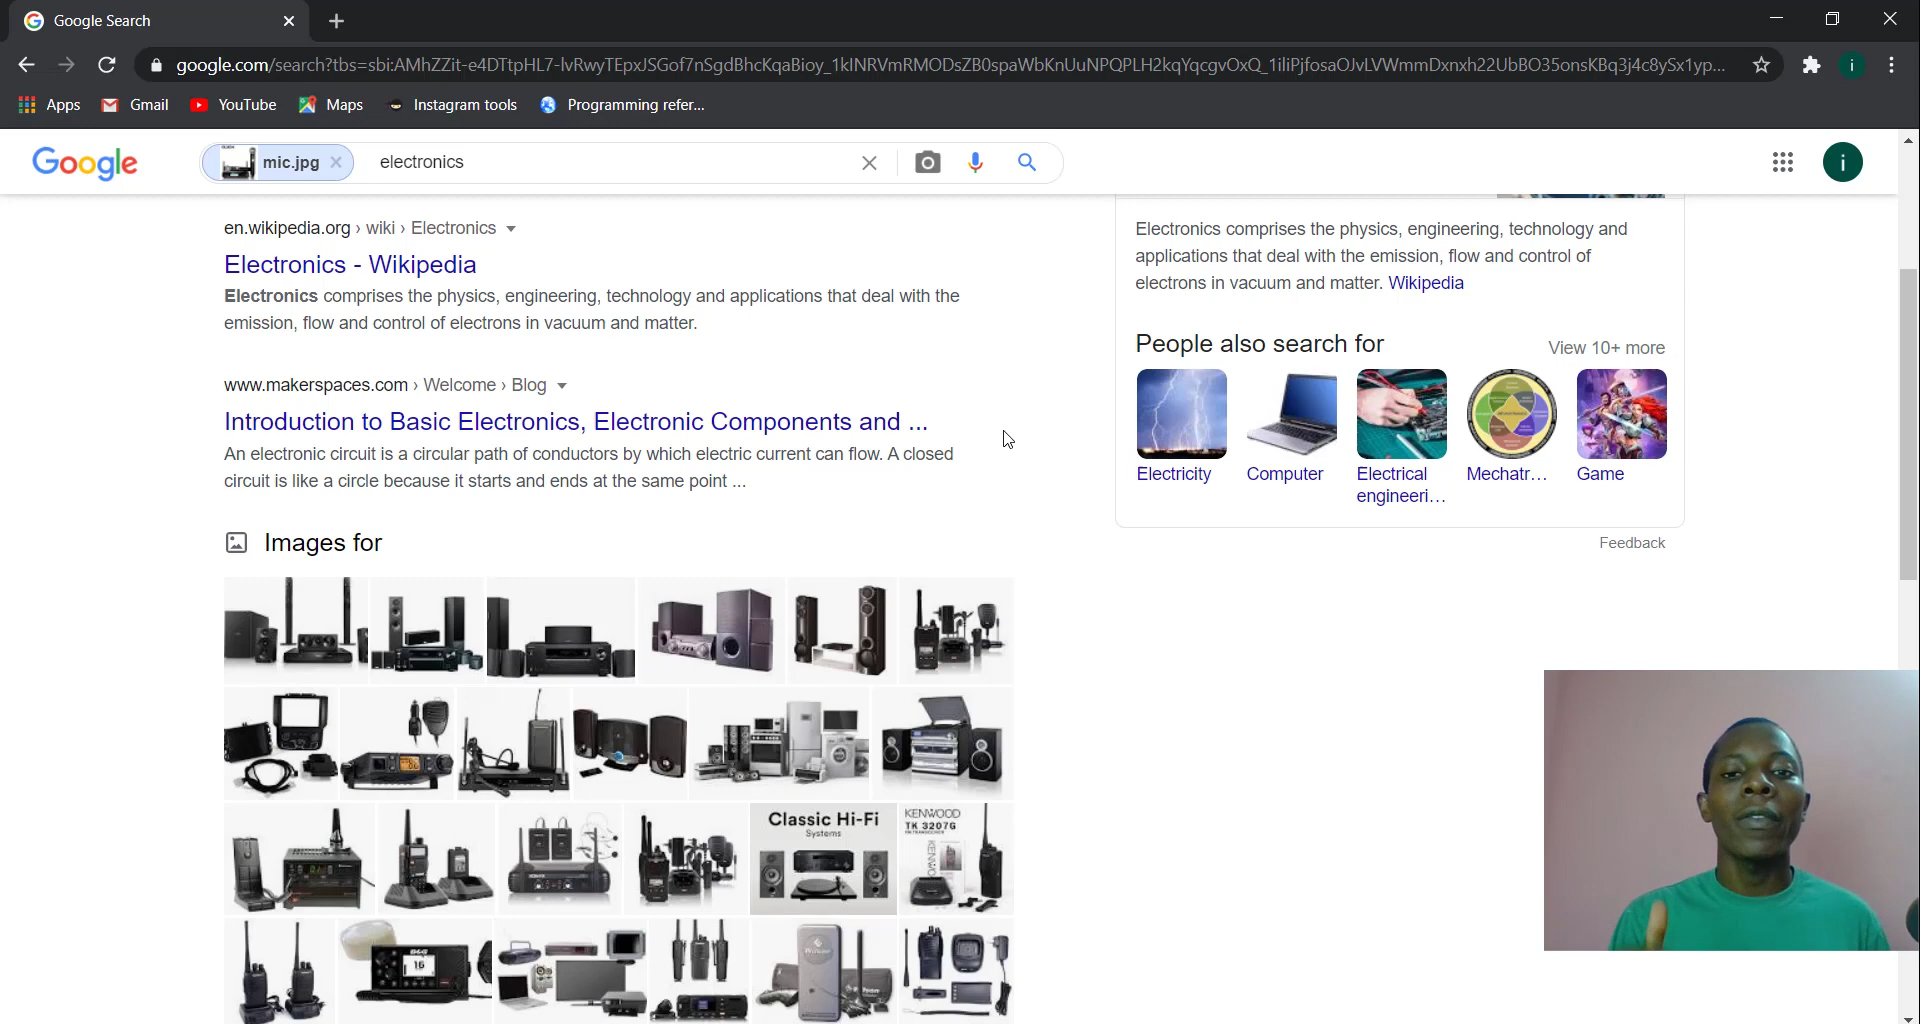 Google Search
google.com/search?tbs=sbi:AMhZZit-e4DTtpHL7-lvRwyTEpxJSGof7nSgdBhcKqaBioy_1kINRVmRMODsZB0spaWbKnUuNPQPLH2kqYqcgvOxQ_1iliPjfosaOJvLVWmmDxnxh22UbBO35onsKBq3j4c8ySx1yp...
i
Apps Gmail YouTube Maps Instagram tools Programming refer...
Google mic.jpg electronics i
en.wikipedia.org › wiki › Electronics
Electronics - Wikipedia
Electronics comprises the physics, engineering, technology and applications that deal with the
emission, flow and control of electrons in vacuum and matter.
www.makerspaces.com › Welcome › Blog
Introduction to Basic Electronics, Electronic Components and ...
An electronic circuit is a circular path of conductors by which electric current can flow. A closed
circuit is like a circle because it starts and ends at the same point ...
Images for
Classic Hi-Fi
Systems
KENWOOD
TK 3207G
KENWOOD
B&G
16
Electronics comprises the physics, engineering, technology and
applications that deal with the emission, flow and control of
electrons in vacuum and matter. Wikipedia
People also search for
View 10+ more
Electricity
Computer
Electrical
engineeri...
Mechatr...
Game
Feedback